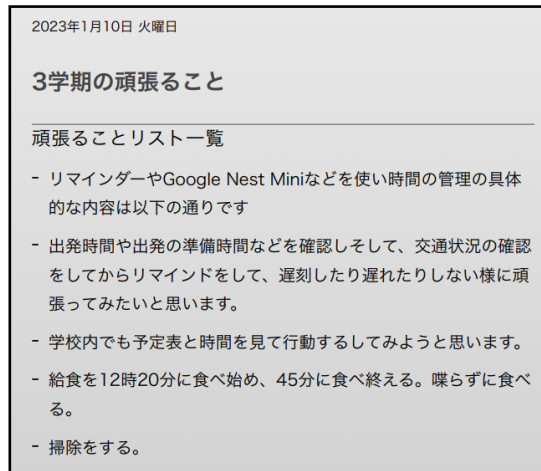 2023年1月10日 火曜日
3学期の頑張ること
頑張ることリスト一覧
- リマインダーやGoogle Nest Miniなどを使い時間の管理の具体
的な内容は以下の通りです
- 出発時間や出発の準備時間などを確認しそして、交通状況の確認
をしてからリマインドをして、遅刻したり遅れたりしない様に頑
張ってみたいと思います。
- 学校内でも予定表と時間を見て行動するしてみようと思います。
- 給食を12時20分に食べ始め、45分に食べ終える。喋らずに食べ
る。
- 掃除をする。